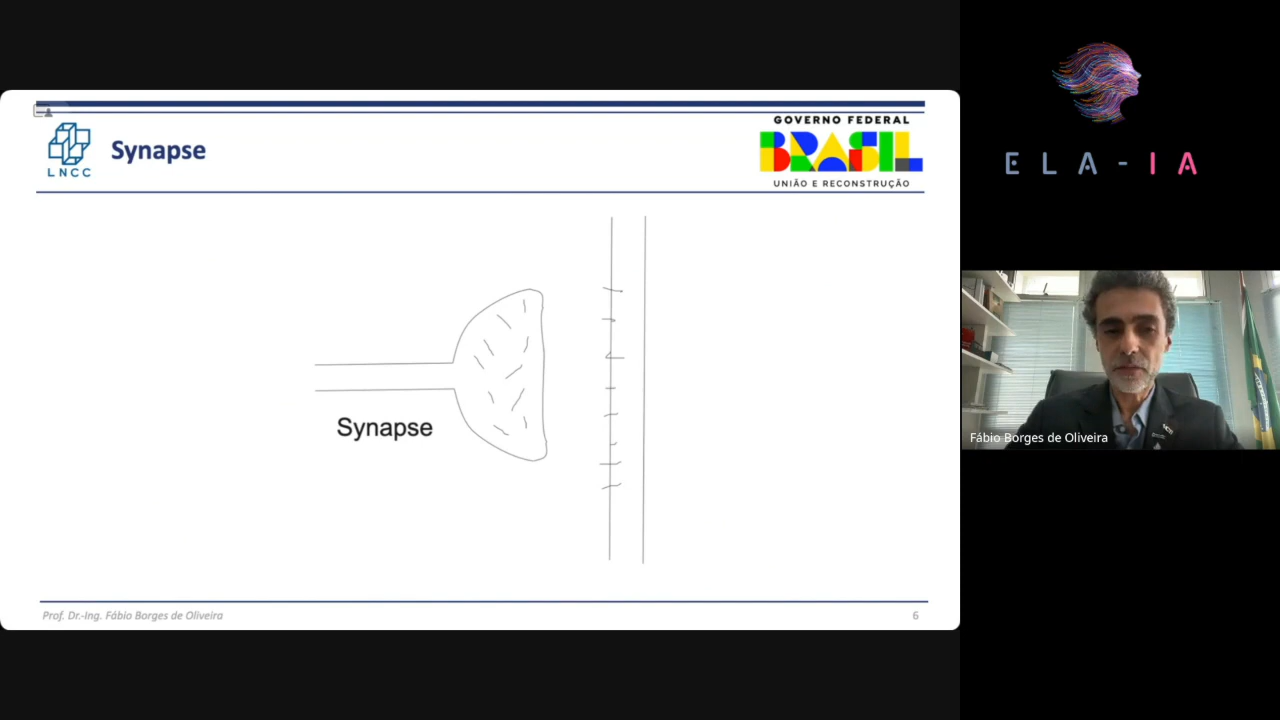 LNCC
Synapse
GOVERNO FEDERAL
BRASIL
UNIÃO E RECONSTRUÇÃO
Synapse
Prof. Dr.-Ing. Fábio Borges de Oliveira
6
ELA-IA
Fábio Borges de Oliveira